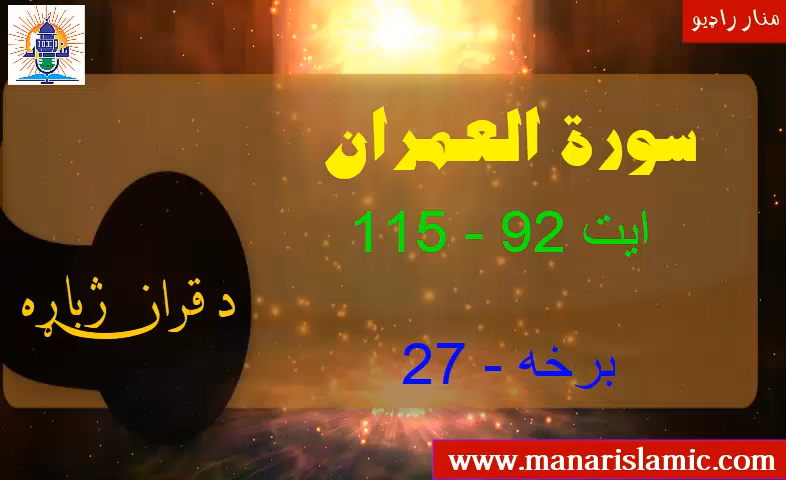 منار راډیو
سورة العمران
ایت 92 - 115
د قران ژباړه
برخه - 27
www.manarislamic.com